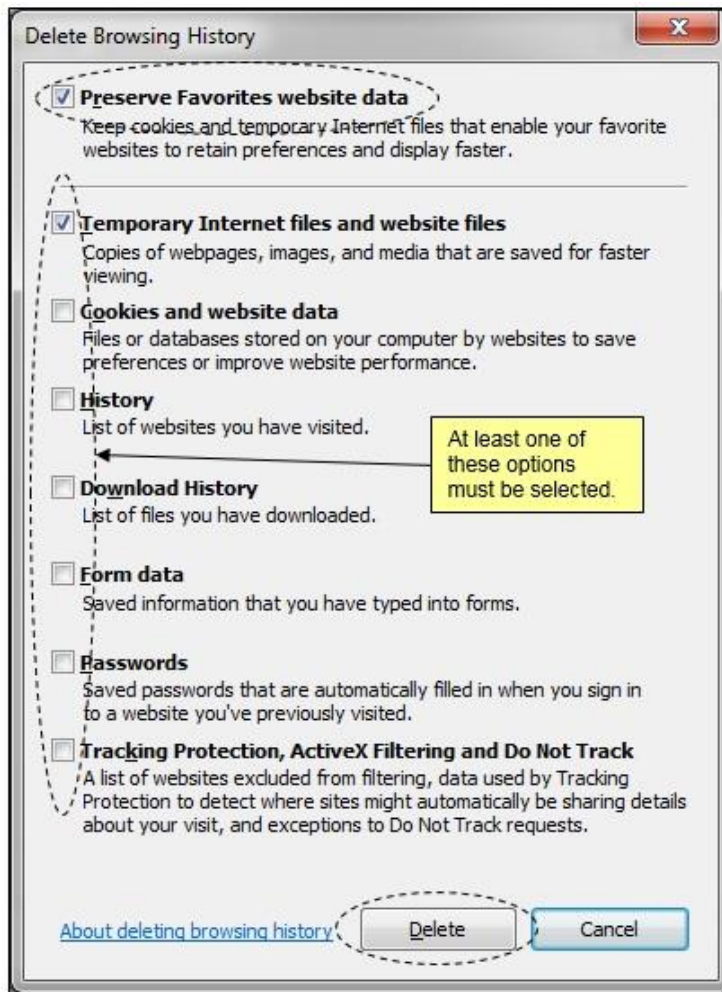 Delete Browsing History
X
Preserve Favorites website data
Keep cookies and temporary Internet files that enable your favorite
websites to retain preferences and display faster.
Temporary Internet files and website files
Copies of webpages, images, and media that are saved for faster
viewing.
Cookies and website data
Files or databases stored on your computer by websites to save
preferences or improve website performance.
History
List of websites you have visited.
At least one of
these options
must be selected.
Download History
List of files you have downloaded.
Form data
Saved information that you have typed into forms.
Passwords
Saved passwords that are automatically filled in when you sign in
to a website you've previously visited.
Tracking Protection, ActiveX Filtering and Do Not Track
A list of websites excluded from filtering, data used by Tracking
Protection to detect where sites might automatically be sharing details
about your visit, and exceptions to Do Not Track requests.
About deleting browsing history
Delete
Cancel